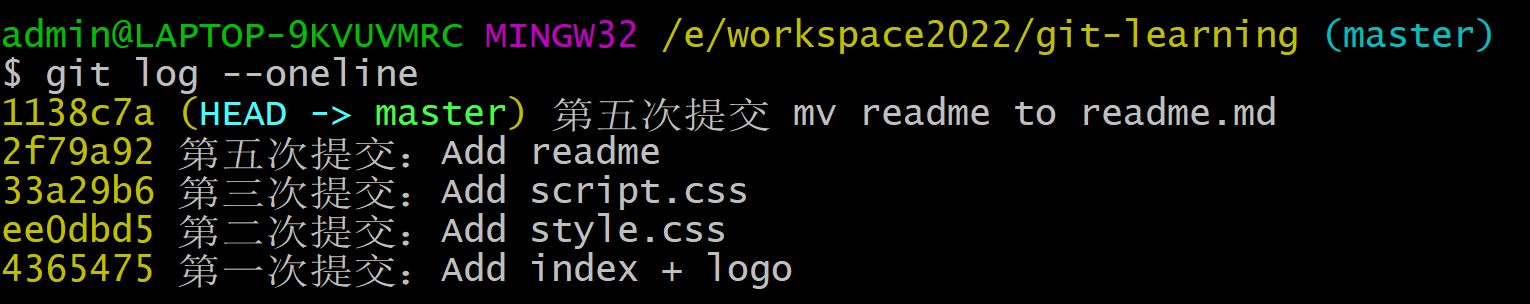 admin@LAPTOP-9KVUVMRC MINGW32 /e/workspace2022/git-learning (master)
$ git log --oneline
1138c7a (HEAD -> master) 第五次提交 mv readme to readme.md
2f79a92 第五次提交：Add readme
33a29b6 第三次提交：Add script.css
ee0dbd5 第二次提交：Add style.css
4365475 第一次提交：Add index + logo